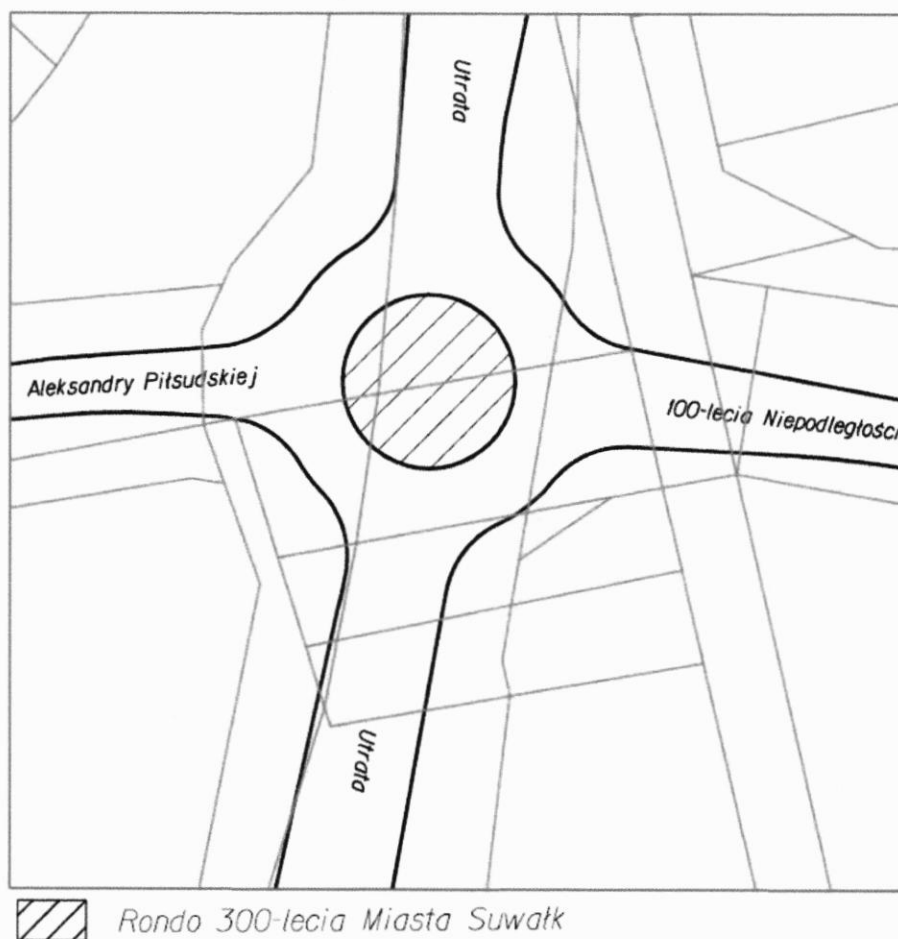 Utrata
Aleksandry Piłsudskiej
100-lecia Niepodległości
Utrata
Rondo 300-lecia Miasta Suwałk